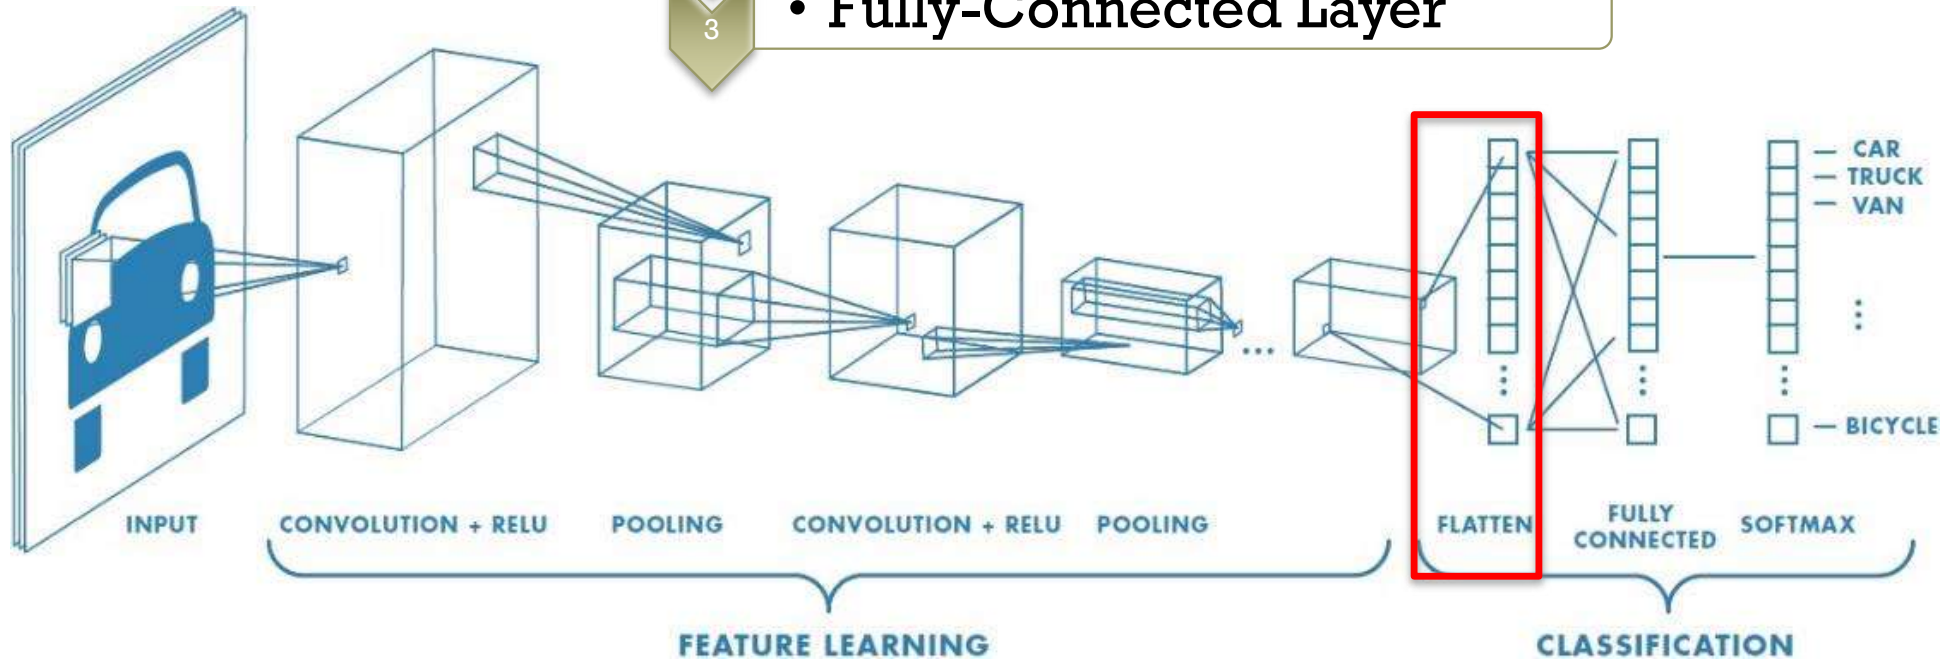 3
• Fully-Connected Layer
CAR
TRUCK
VAN
BICYCLE
INPUT
CONVOLUTION + RELU
POOLING
CONVOLUTION + RELU
POOLING
FLATTEN
FULLY
CONNECTED
SOFTMAX
FEATURE LEARNING
CLASSIFICATION